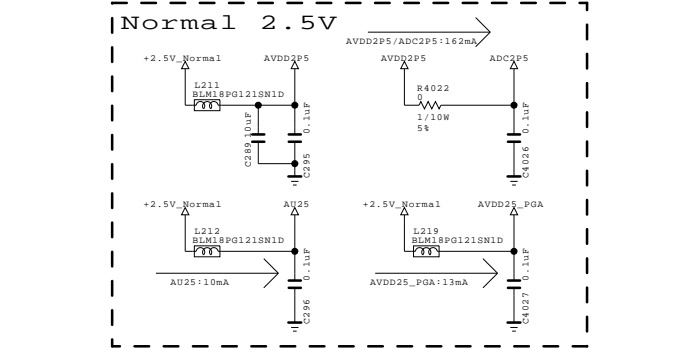 Normal 2.5V
AVDD2P5/ADC2P5:162mA
+2.5V_Normal
AVDD2P5
L211
BLM18PG121SN1D
C289
10uF
0.1uF
C295
AVDD2P5
ADC2P5
R4022
0
1/10W
5%
0.1uF
C4026
+2.5V_Normal
AU25
L212
BLM18PG121SN1D
AU25:10mA
0.1uF
C296
+2.5V_Normal
AVDD25_PGA
L219
BLM18PG121SN1D
AVDD25_PGA:13mA
0.1uF
C4027